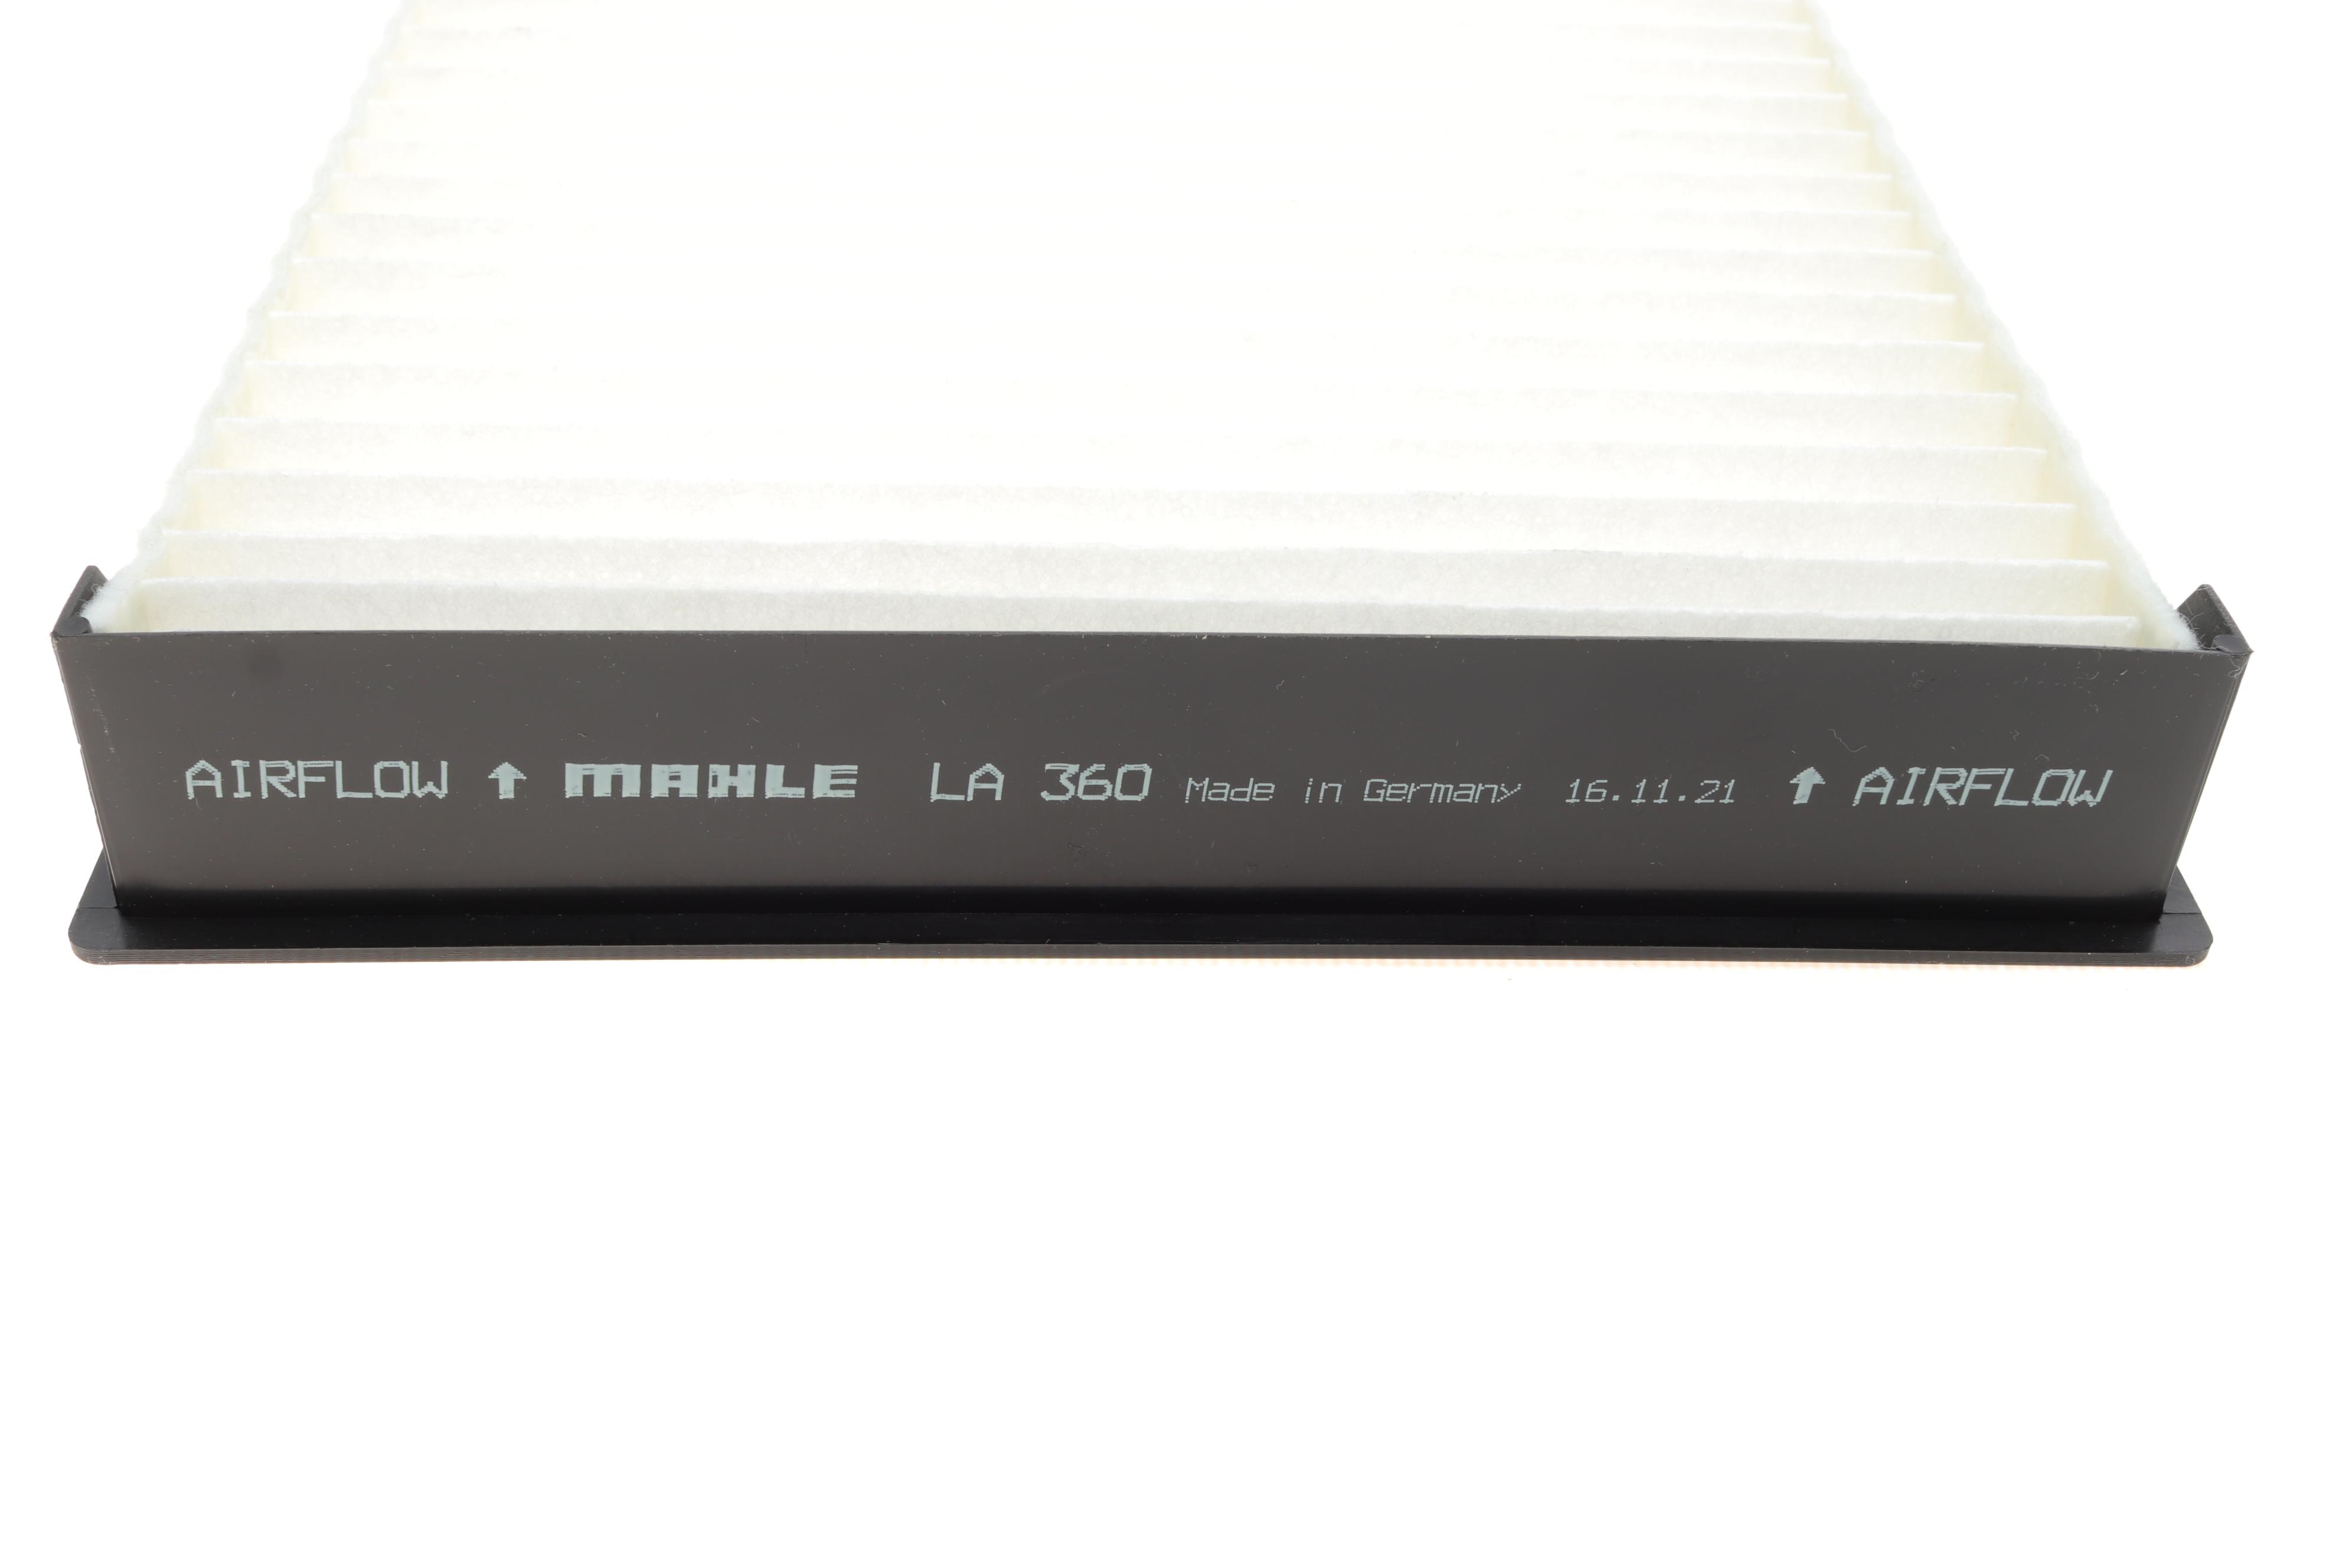 AIRFLOW ↑ MAHLE LA 360 Made in Germany 16.11.21 ↑ AIRFLOW